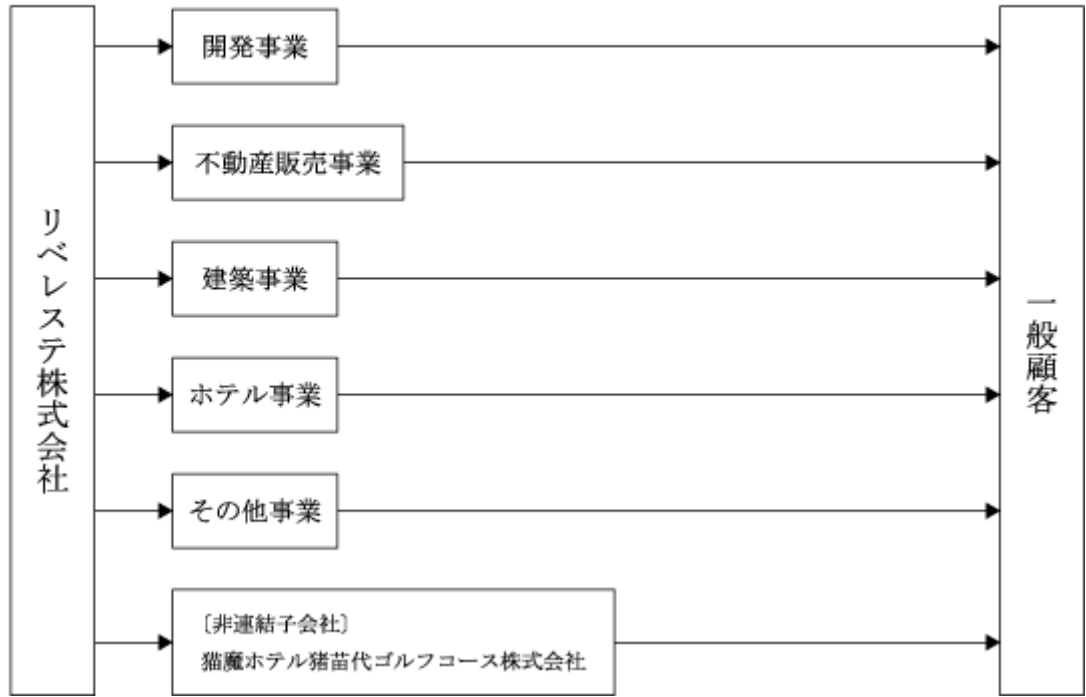 リベレステ株式会社
開発事業
不動産販売事業
建築事業
ホテル事業
その他事業
〔非連結子会社〕
猫魔ホテル猪苗代ゴルフコース株式会社
一般顧客